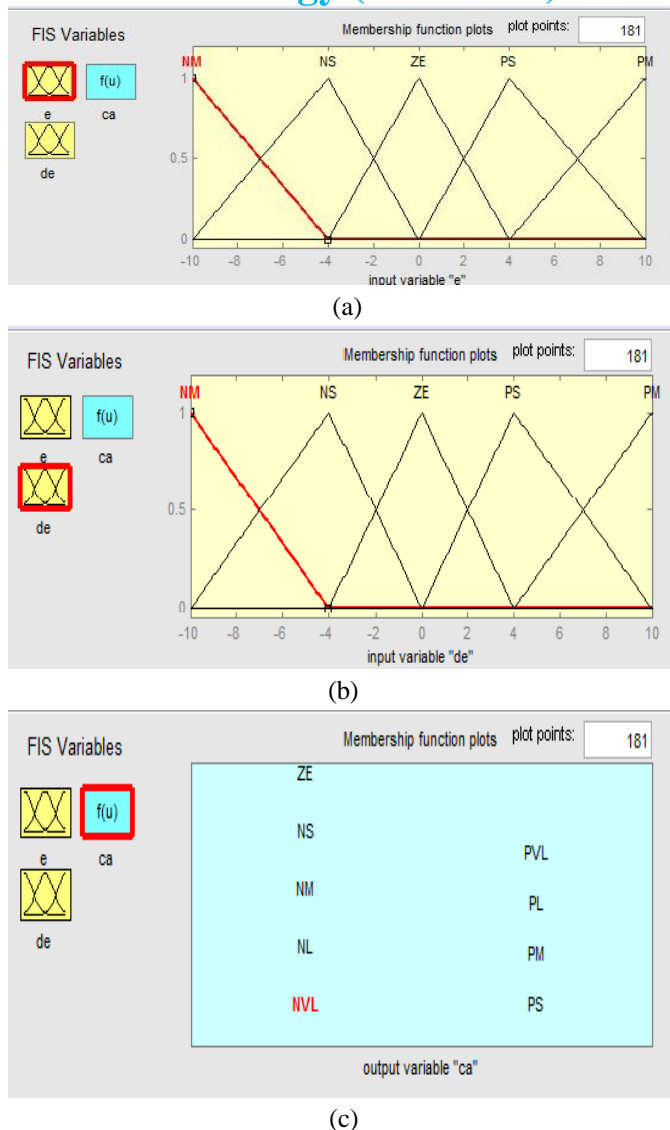 FIS Variables
Membership function plots plot points: 181
f(u)
e ca
de
NM NS ZE PS PM
1
0.5
0
-10 -8 -6 -4 -2 0 2 4 6 8 10
input variable "e"
(a)
FIS Variables
Membership function plots plot points: 181
f(u)
e ca
de
NM NS ZE PS PM
1
0.5
0
-10 -8 -6 -4 -2 0 2 4 6 8 10
input variable "de"
(b)
FIS Variables
Membership function plots plot points: 181
f(u)
e ca
de
ZE
NS
NM
NL
NVL
PVL
PL
PM
PS
output variable "ca"
(c)